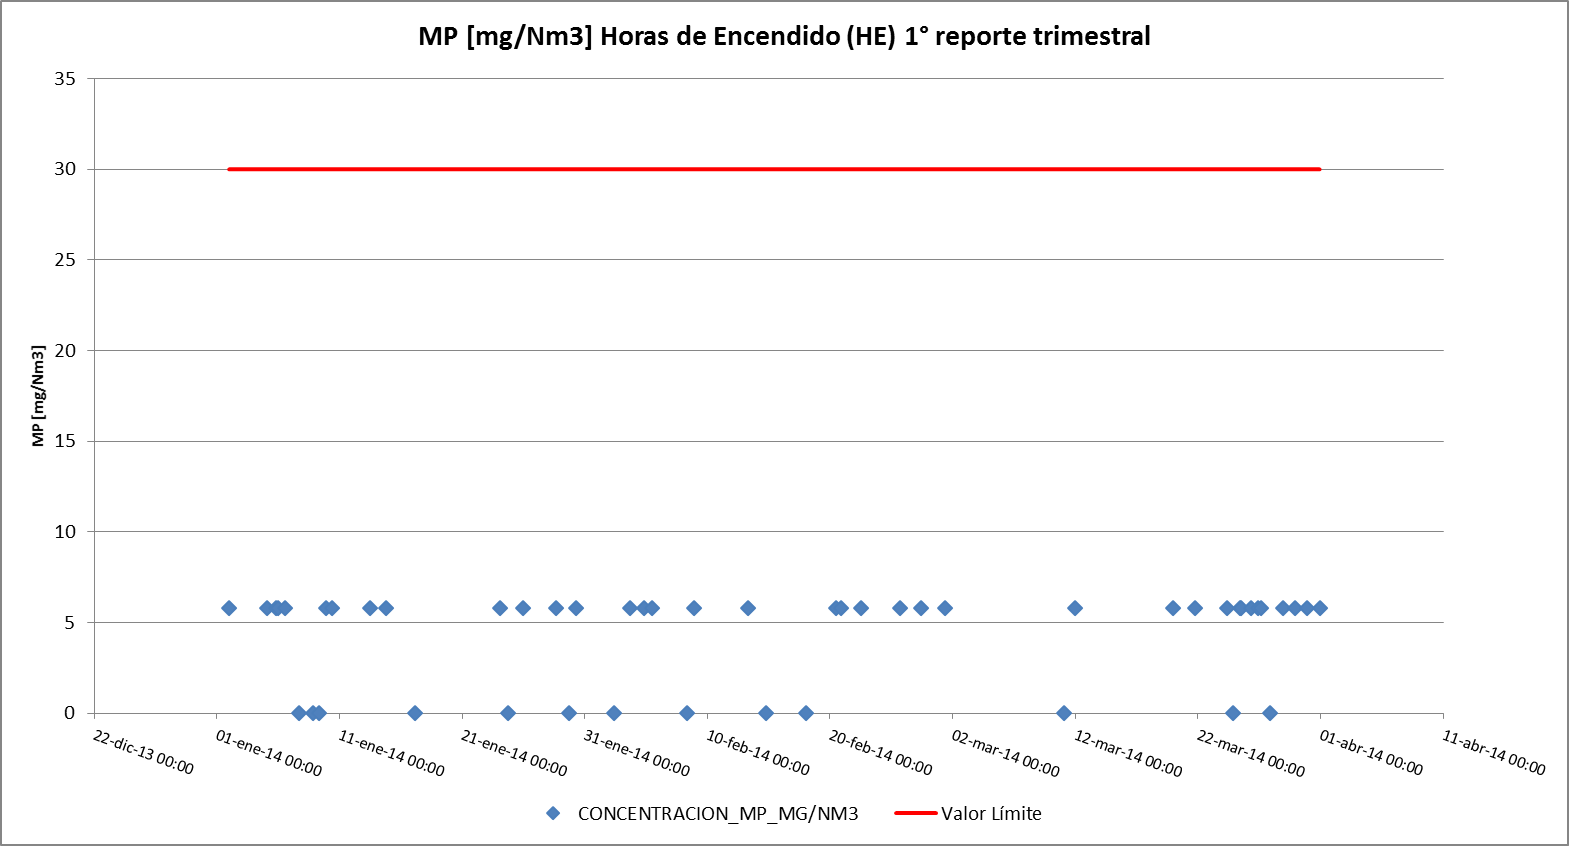 MP [mg/Nm3] Horas de Encendido (HE) 1° reporte trimestral
35
30
25
20
15
10
5
0
MP [mg/Nm3]
22-dic-13 00:00
01-ene-14 00:00
11-ene-14 00:00
21-ene-14 00:00
31-ene-14 00:00
10-feb-14 00:00
20-feb-14 00:00
02-mar-14 00:00
12-mar-14 00:00
22-mar-14 00:00
01-abr-14 00:00
11-abr-14 00:00
CONCENTRACION_MP_MG/NM3
Valor Límite